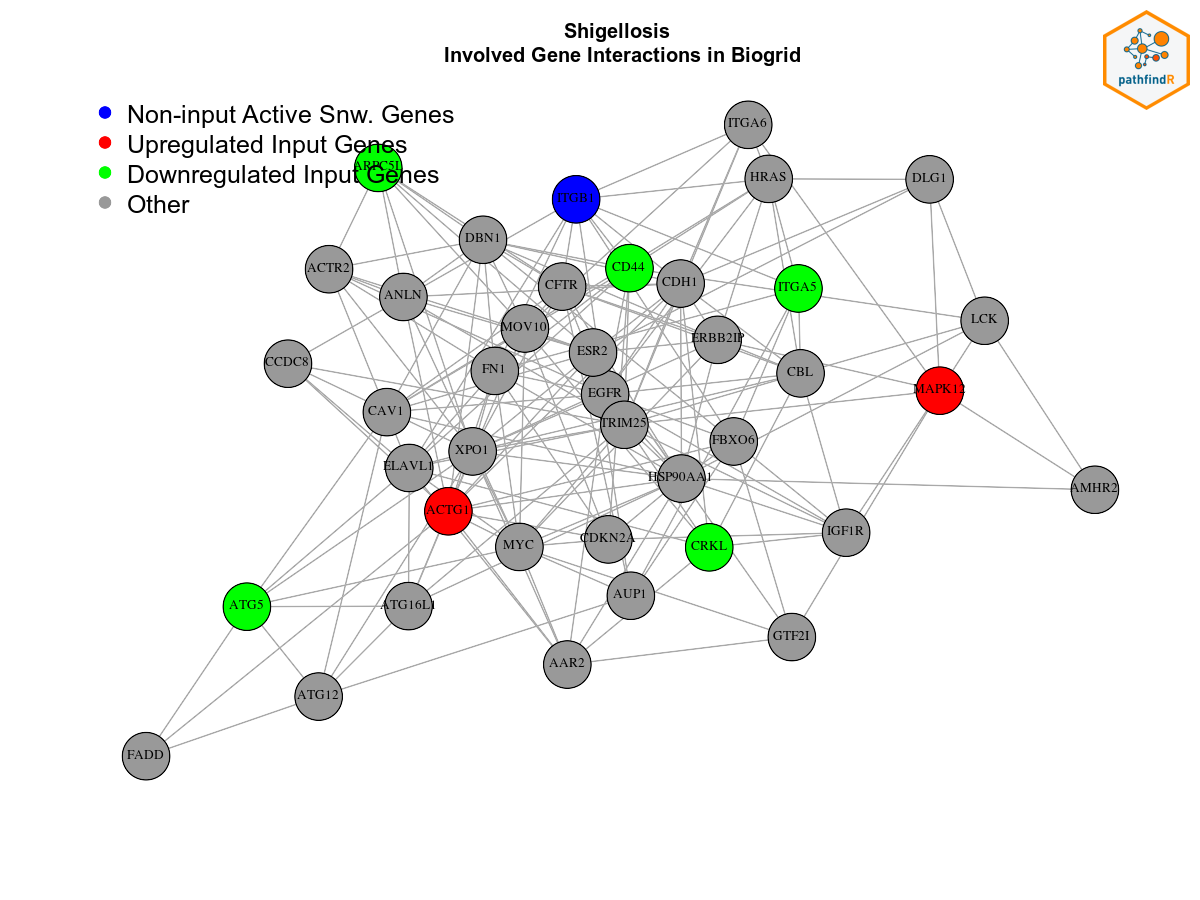 Shigellosis
Involved Gene Interactions in Biogrid
pathfindR
Non-input Active Snw. Genes
Upregulated Input Genes
Downregulated Input Genes
Other
ITGA6
HRAS
DLG1
ITGB1
DBN1
ACTR2
ANLN
CFTR
CD44
CDH1
ITGA5
MOV10
ERBB2IP
LCK
CCDC8
FN1
ESR2
CBL
MAPK12
CAV1
EGFR
TRIM25
FBXO6
ELAVL1
XPO1
HSP90AA1
AMHR2
ACTG1
MYC
CDKN2A
CRKL
IGF1R
ATG5
ATG16L1
AUP1
GTF2I
AAR2
ATG12
FADD